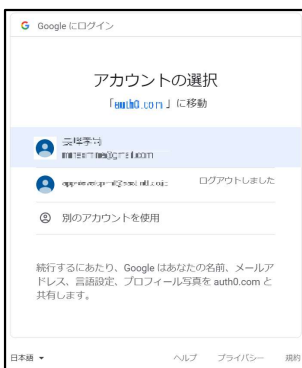 Google にログイン
アカウントの選択
「auth0.com」に移動
ログアウトしました
別のアカウントを使用
続行するにあたり、Google はあなたの名前、メールア
ドレス、言語設定、プロフィール写真を auth0.com と
共有します。
日本語 ヘルプ プライバシー 規約